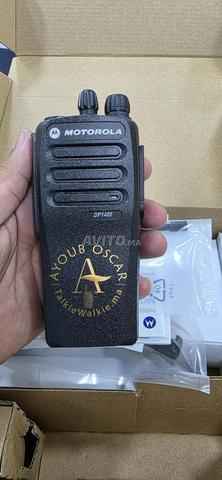 MOTOROLA
AVITO.ma
DP1400
AYOUB OSCAR
A
TalkieWalkie.ma